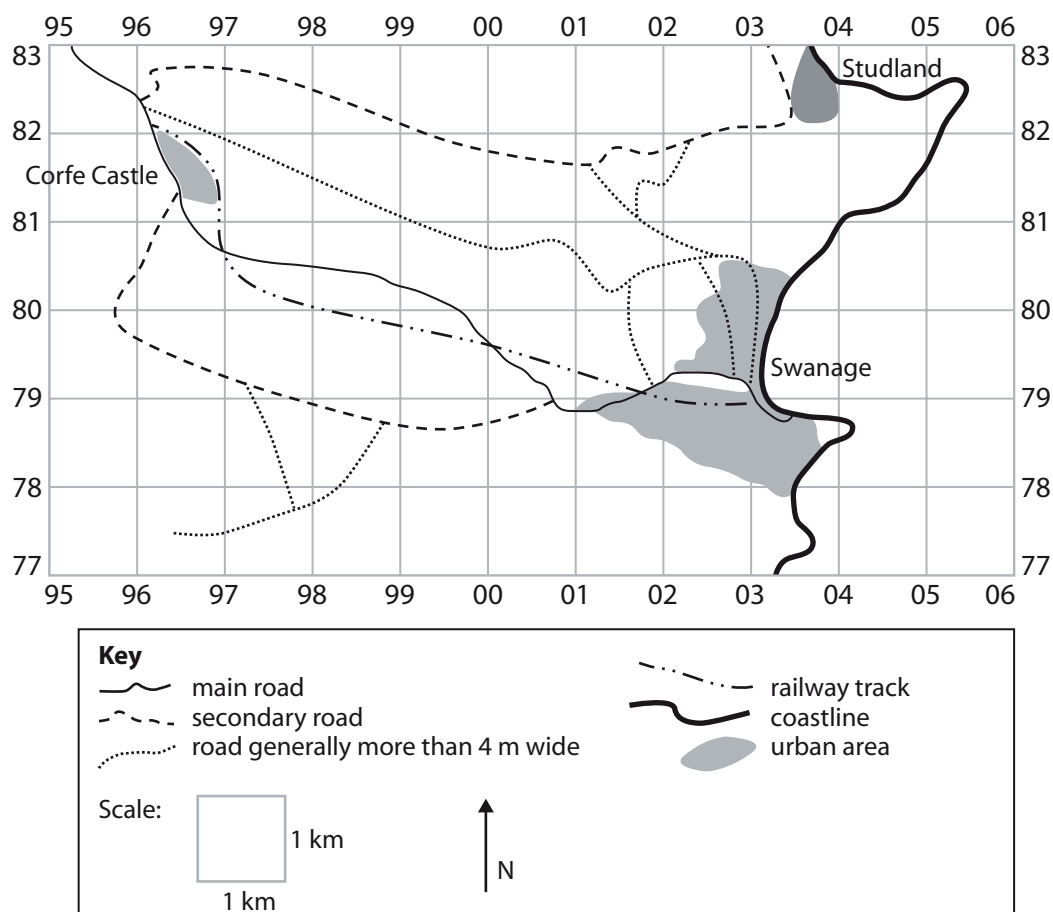 95 96 97 98 99 00 01 02 03 04 05 06
83 83
Studland
82 82
Corfe Castle
81 81
80 80
Swanage
79 79
78 78
77 77
95 96 97 98 99 00 01 02 03 04 05 06
Key
main road
secondary road
road generally more than 4 m wide
railway track
coastline
urban area
Scale:
1 km
1 km
N